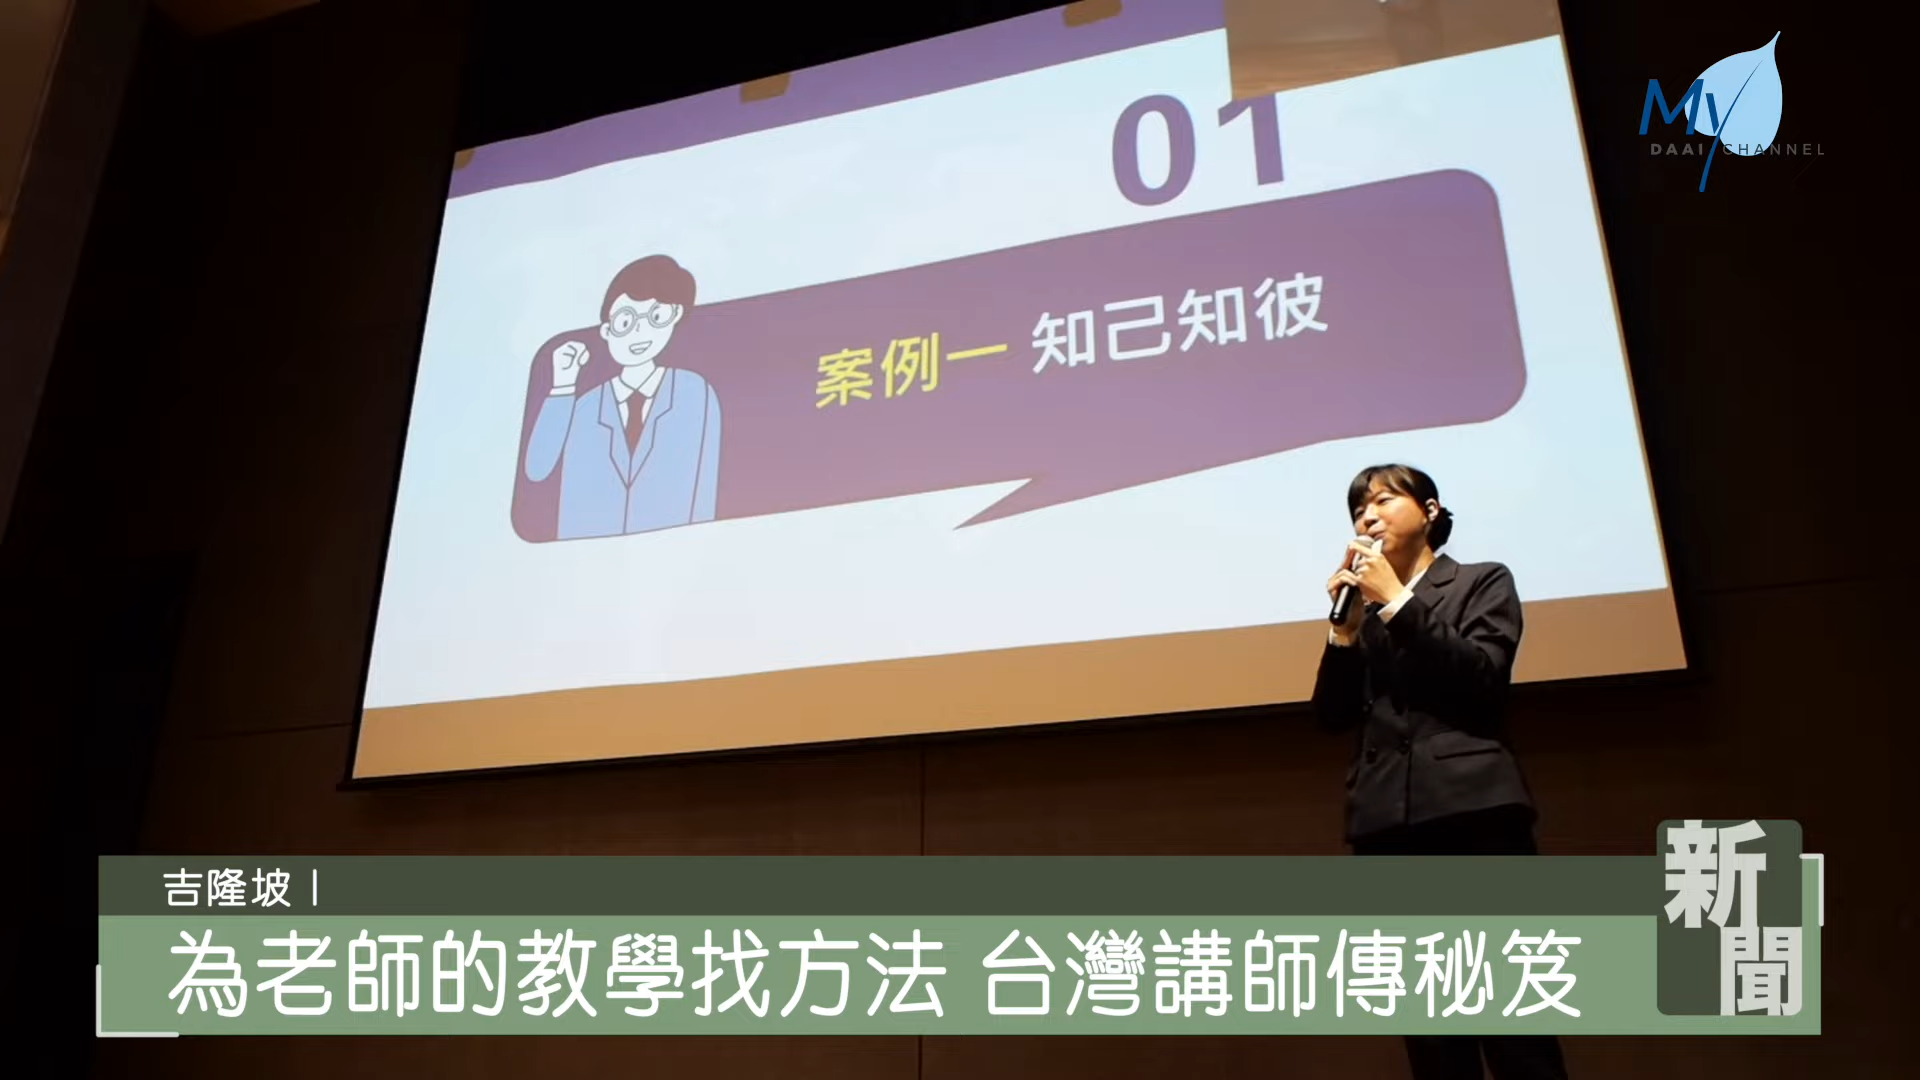 My
DAAI CHANNEL
01
案例一 知己知彼
吉隆坡|
為老師的教學找方法 台灣講師傳秘笈
新聞